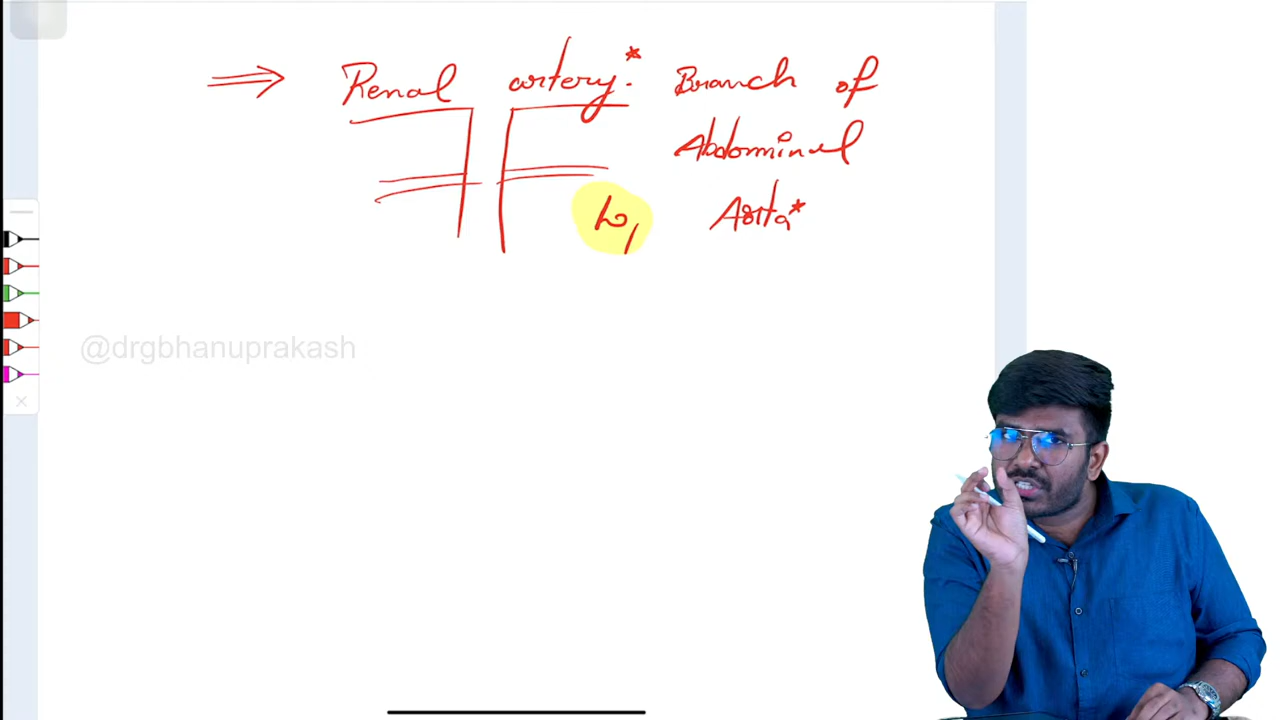 ⇒ Renal artery.* Branch of
Abdominal
L1 Aorta*
@drgbhanuprakash